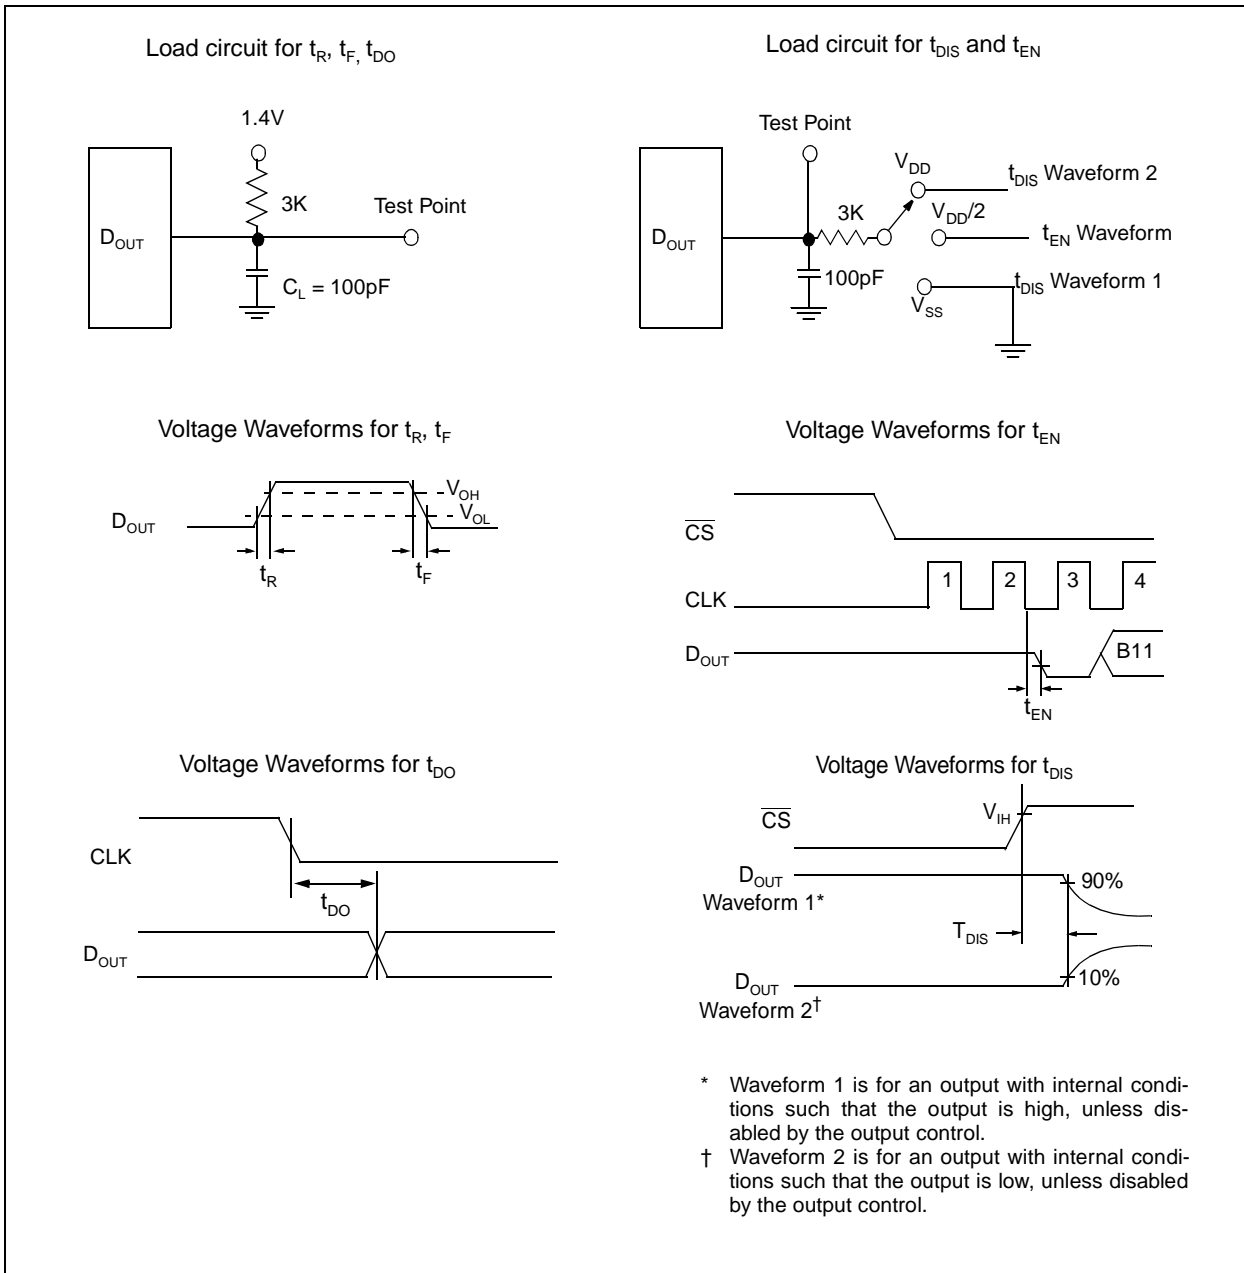 Load circuit for tR, tF, tDO
1.4V
3K
Test Point
DOUT
CL = 100pF
Load circuit for tDIS and tEN
Test Point
VDD
tDIS Waveform 2
3K
VDD/2
DOUT
tEN Waveform
100pF
tDIS Waveform 1
VSS
Voltage Waveforms for tR, tF
VOH
VOL
DOUT
tR
tF
Voltage Waveforms for tEN
CS
1 2 3 4
CLK
DOUT
B11
tEN
Voltage Waveforms for tDO
CLK
tDO
DOUT
Voltage Waveforms for tDIS
VIH
CS
DOUT
Waveform 1*
90%
TDIS
DOUT
Waveform 2†
10%
* Waveform 1 is for an output with internal condi-
tions such that the output is high, unless dis-
abled by the output control.
† Waveform 2 is for an output with internal condi-
tions such that the output is low, unless disabled
by the output control.